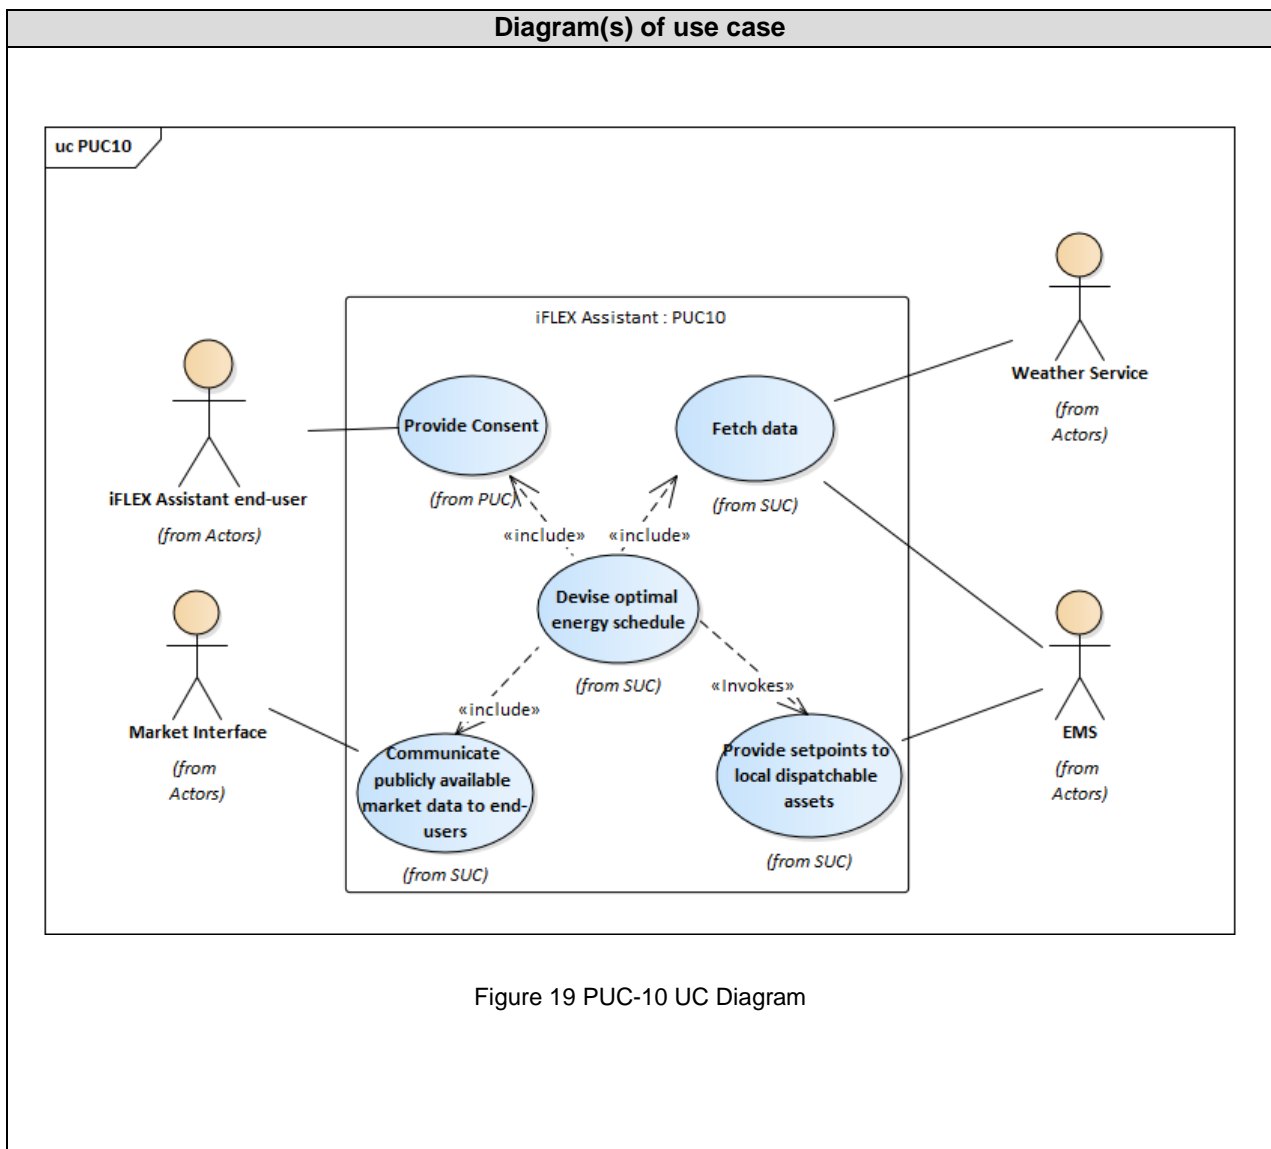 Diagram(s) of use case
uc PUC10
iFLEX Assistant : PUC10
iFLEX Assistant end-user
(from Actors)
Market Interface
(from
Actors)
Provide Consent
(from PUC)
Fetch data
(from SUC)
«include»
«include»
Devise optimal
energy schedule
(from SUC)
«include»
«Invokes»
Communicate
publicly available
market data to end-
users
(from SUC)
Provide setpoints to
local dispatchable
assets
(from SUC)
Weather Service
(from
Actors)
EMS
(from
Actors)
Figure 19 PUC-10 UC Diagram